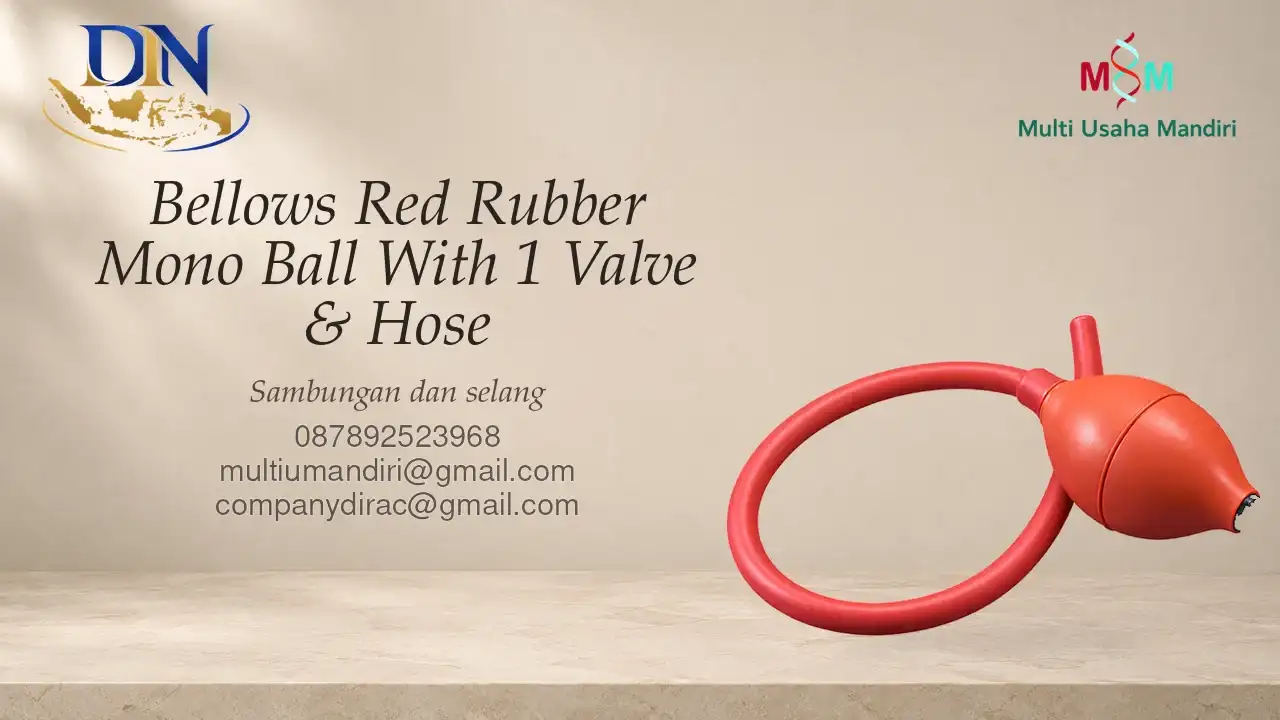 DN
MM
Multi Usaha Mandiri
Bellows Red Rubber
Mono Ball With 1 Valve
& Hose
Sambungan dan selang
087892523968
multiumandiri@gmail.com
companydirac@gmail.com